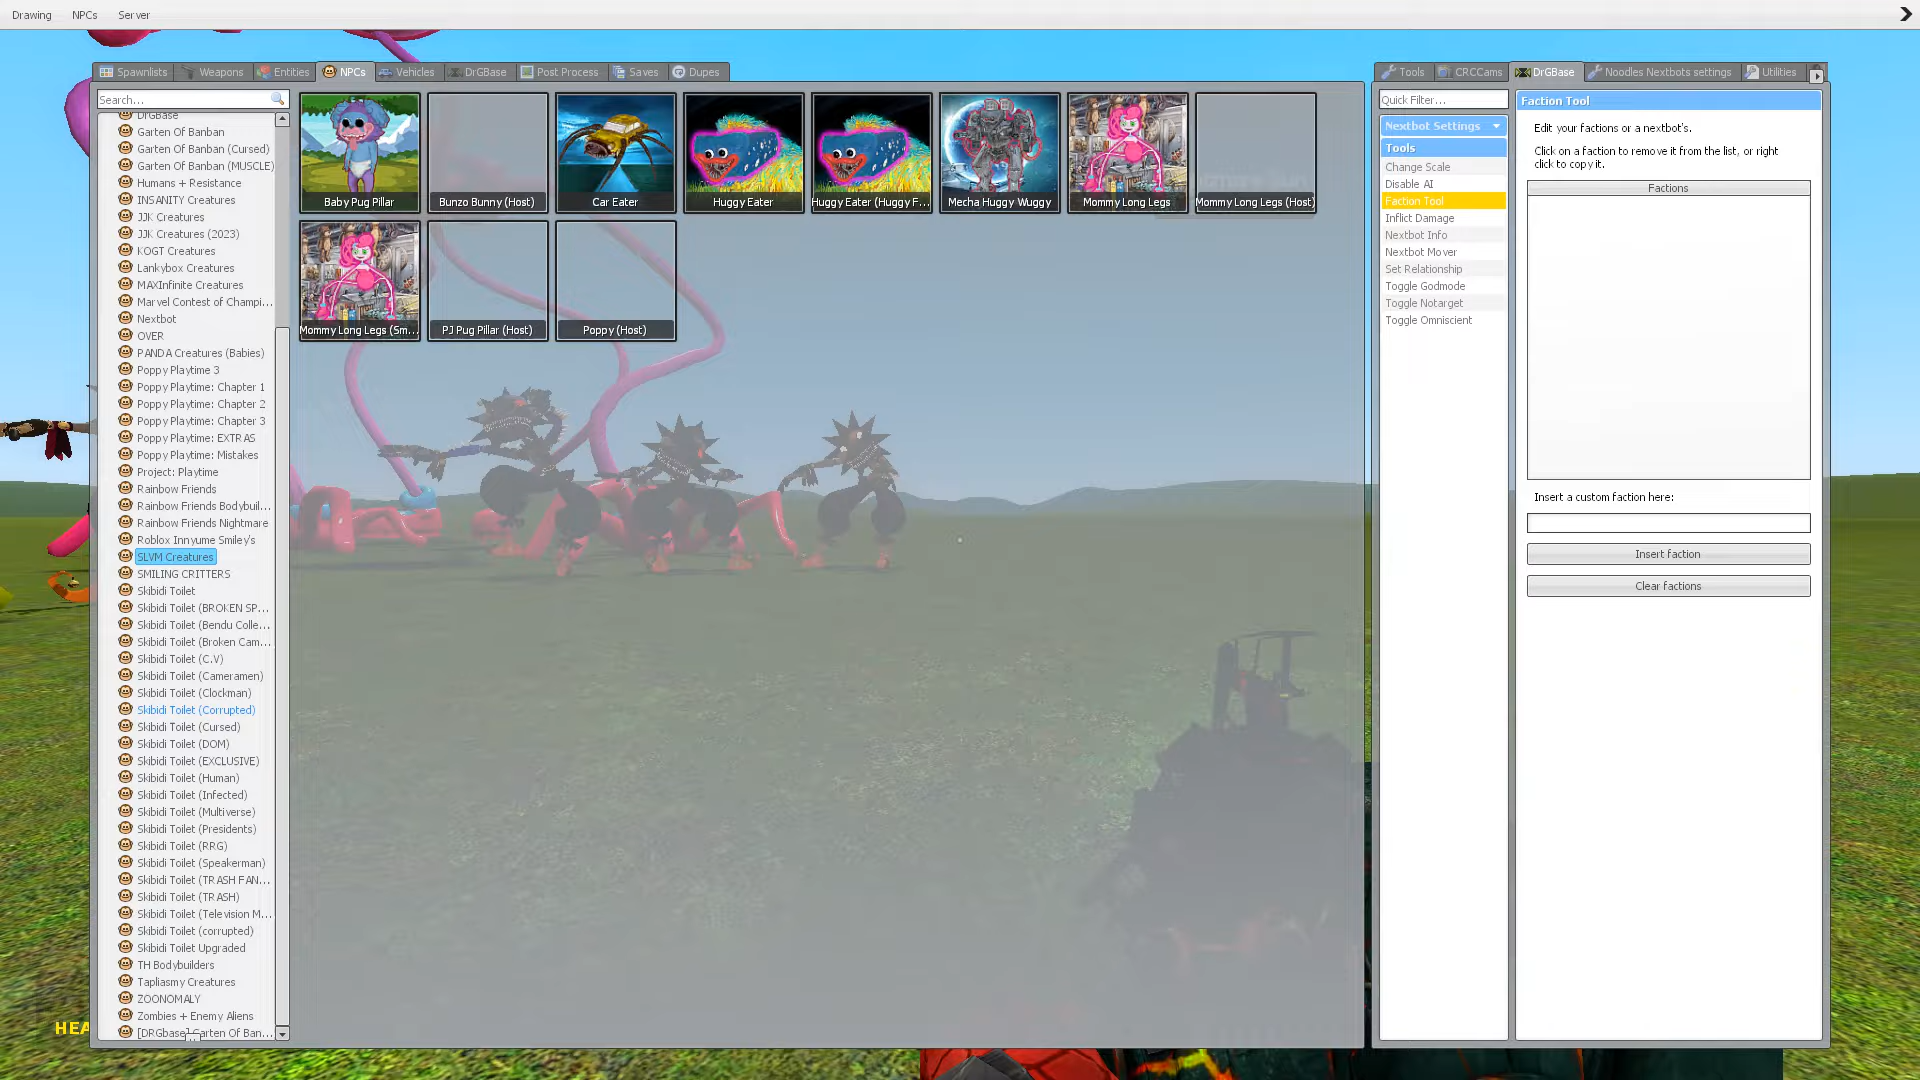 Drawing NPCs Server
Spawnlists Weapons Entities NPCs Vehicles DrGBase Post Process Saves Dupes
Search...
DrGBase
Garten Of Banban
Garten Of Banban (Cursed)
Garten Of Banban (MUSCLE)
Humans + Resistance
INSANITY Creatures
JJK Creatures
JJK Creatures (2023)
KOGT Creatures
Lankybox Creatures
MAXInfinite Creatures
Marvel Contest of Champi...
Nextbot
OVER
PANDA Creatures (Babies)
Poppy Playtime 3
Poppy Playtime: Chapter 1
Poppy Playtime: Chapter 2
Poppy Playtime: Chapter 3
Poppy Playtime: EXTRAS
Poppy Playtime: Mistakes
Project: Playtime
Rainbow Friends
Rainbow Friends Bodybuil...
Rainbow Friends Nightmare
Roblox Innyume Smiley's
SLVM Creatures
SMILING CRITTERS
Skibidi Toilet
Skibidi Toilet (BROKEN SP...
Skibidi Toilet (Bendu Colle...
Skibidi Toilet (Broken Cam...
Skibidi Toilet (C.V)
Skibidi Toilet (Cameramen)
Skibidi Toilet (Clockman)
Skibidi Toilet (Corrupted)
Skibidi Toilet (Cursed)
Skibidi Toilet (DOM)
Skibidi Toilet (EXCLUSIVE)
Skibidi Toilet (Human)
Skibidi Toilet (Infected)
Skibidi Toilet (Multiverse)
Skibidi Toilet (Presidents)
Skibidi Toilet (RRG)
Skibidi Toilet (Speakerman)
Skibidi Toilet (TRASH FAN...
Skibidi Toilet (TRASH)
Skibidi Toilet (Television M...
Skibidi Toilet (corrupted)
Skibidi Toilet Upgraded
TH Bodybuilders
Tapliasmy Creatures
ZOONOMALY
Zombies + Enemy Aliens
[DRGbase] Garten Of Ban...
HEA
Baby Pug Pillar
Bunzo Bunny (Host)
Car Eater
Huggy Eater
Huggy Eater (Huggy F...
Mecha Huggy Wuggy
Mommy Long Legs
Mommy Long Legs (Host)
Mommy Long Legs (Sm...
PJ Pug Pillar (Host)
Poppy (Host)
Tools CRCCams DrGBase Noodles Nextbots settings Utilities
Quick Filter...
Nextbot Settings
Tools
Change Scale
Disable AI
Faction Tool
Inflict Damage
Nextbot Info
Nextbot Mover
Set Relationship
Toggle Godmode
Toggle Notarget
Toggle Omniscient
Faction Tool
Edit your factions or a nextbot's.
Click on a faction to remove it from the list, or right
click to copy it.
Factions
Insert a custom faction here:
Insert faction
Clear factions